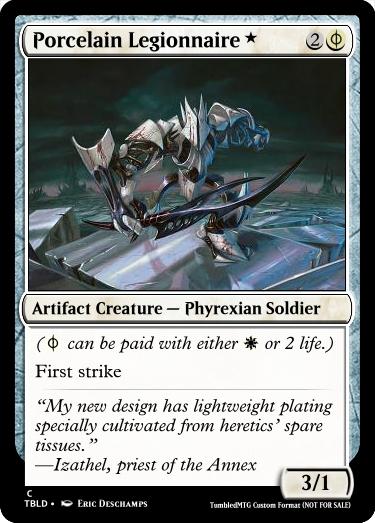 Porcelain Legionnaire ★ 2
Artifact Creature — Phyrexian Soldier
( can be paid with either or 2 life.)
First strike
“My new design has lightweight plating
specially cultivated from heretics’ spare
tissues.”
—Izathel, priest of the Annex
3/1
C
TBLD • Eric Deschamps
TumbledMTG Custom Format (NOT FOR SALE)